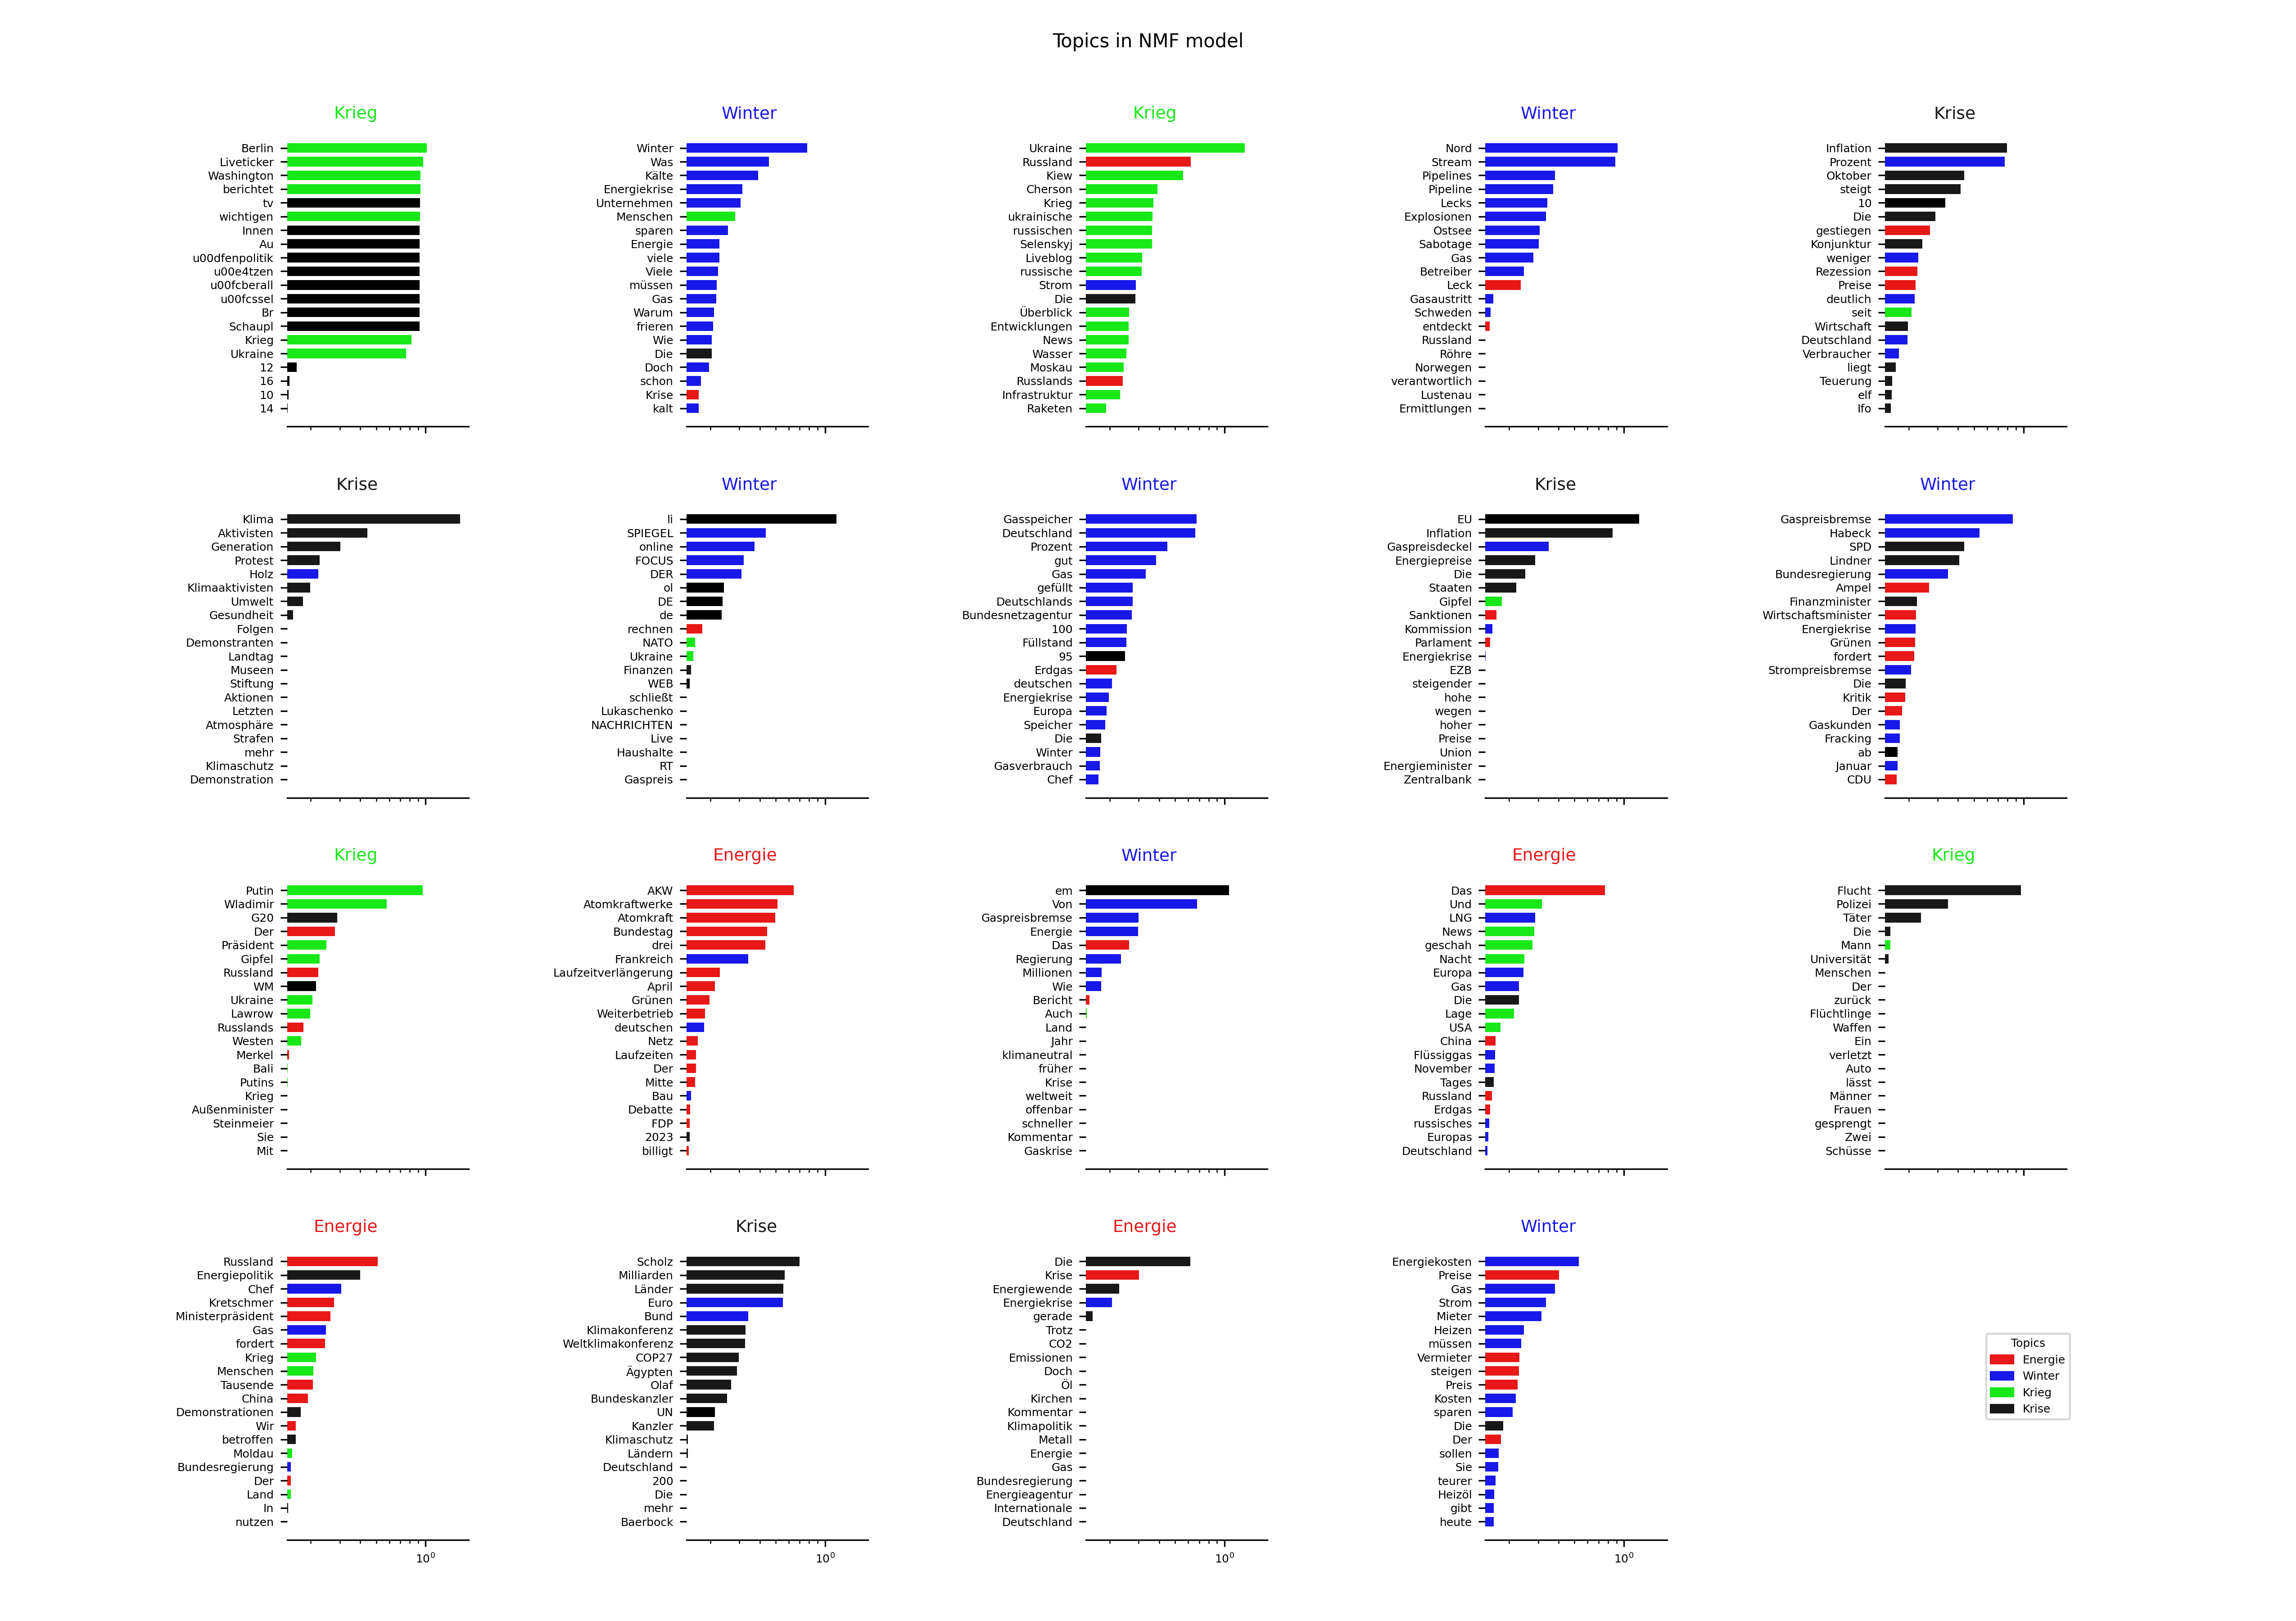 Topics in NMF model
Krieg
Berlin
Liveticker
Washington
berichtet
tv
wichtigen
Innen
Au
u00dfenpolitik
u00e4tzen
u00fcberall
u00fcssel
Br
Schaupl
Krieg
Ukraine
12
16
10
14
Winter
Winter
Was
Kälte
Energiekrise
Unternehmen
Menschen
sparen
Energie
viele
Viele
müssen
Gas
Warum
frieren
Wie
Die
Doch
schon
Krise
kalt
Krieg
Ukraine
Russland
Kiew
Cherson
Krieg
ukrainische
russischen
Selenskyj
Liveblog
russische
Strom
Die
Überblick
Entwicklungen
News
Wasser
Moskau
Russlands
Infrastruktur
Raketen
Winter
Nord
Stream
Pipelines
Pipeline
Lecks
Explosionen
Ostsee
Sabotage
Gas
Betreiber
Leck
Gasaustritt
Schweden
entdeckt
Russland
Röhre
Norwegen
verantwortlich
Lustenau
Ermittlungen
Krise
Inflation
Prozent
Oktober
steigt
10
Die
gestiegen
Konjunktur
weniger
Rezession
Preise
deutlich
seit
Wirtschaft
Deutschland
Verbraucher
liegt
Teuerung
elf
Ifo
Krise
Klima
Aktivisten
Generation
Protest
Holz
Klimaaktivisten
Umwelt
Gesundheit
Folgen
Demonstranten
Landtag
Museen
Stiftung
Aktionen
Letzten
Atmosphäre
Strafen
mehr
Klimaschutz
Demonstration
Winter
li
SPIEGEL
online
FOCUS
DER
ol
DE
de
rechnen
NATO
Ukraine
Finanzen
WEB
schließt
Lukaschenko
NACHRICHTEN
Live
Haushalte
RT
Gaspreis
Winter
Gasspeicher
Deutschland
Prozent
gut
Gas
gefüllt
Deutschlands
Bundesnetzagentur
100
Füllstand
95
Erdgas
deutschen
Energiekrise
Europa
Speicher
Die
Winter
Gasverbrauch
Chef
Krise
EU
Inflation
Gaspreisdeckel
Energiepreise
Die
Staaten
Gipfel
Sanktionen
Kommission
Parlament
Energiekrise
EZB
steigender
hohe
wegen
hoher
Preise
Union
Energieminister
Zentralbank
Winter
Gaspreisbremse
Habeck
SPD
Lindner
Bundesregierung
Ampel
Finanzminister
Wirtschaftsminister
Energiekrise
Grünen
fordert
Strompreisbremse
Die
Kritik
Der
Gaskunden
Fracking
ab
Januar
CDU
Krieg
Putin
Wladimir
G20
Der
Präsident
Gipfel
Russland
WM
Ukraine
Lawrow
Russlands
Westen
Merkel
Bali
Putins
Krieg
Außenminister
Steinmeier
Sie
Mit
Energie
AKW
Atomkraftwerke
Atomkraft
Bundestag
drei
Frankreich
Laufzeitverlängerung
April
Grünen
Weiterbetrieb
deutschen
Netz
Laufzeiten
Der
Mitte
Bau
Debatte
FDP
2023
billigt
Winter
em
Von
Gaspreisbremse
Energie
Das
Regierung
Millionen
Wie
Bericht
Auch
Land
Jahr
klimaneutral
früher
Krise
weltweit
offenbar
schneller
Kommentar
Gaskrise
Energie
Das
Und
LNG
News
geschah
Nacht
Europa
Gas
Die
Lage
USA
China
Flüssiggas
November
Tages
Russland
Erdgas
russisches
Europas
Deutschland
Krieg
Flucht
Polizei
Täter
Die
Mann
Universität
Menschen
Der
zurück
Flüchtlinge
Waffen
Ein
verletzt
Auto
lässt
Männer
Frauen
gesprengt
Zwei
Schüsse
Energie
Russland
Energiepolitik
Chef
Kretschmer
Ministerpräsident
Gas
fordert
Krieg
Menschen
Tausende
China
Demonstrationen
Wir
betroffen
Moldau
Bundesregierung
Der
Land
In
nutzen
10⁰
Krise
Scholz
Milliarden
Länder
Euro
Bund
Klimakonferenz
Weltklimakonferenz
COP27
Ägypten
Olaf
Bundeskanzler
UN
Kanzler
Klimaschutz
Ländern
Deutschland
200
Die
mehr
Baerbock
10⁰
Energie
Die
Krise
Energiewende
Energiekrise
gerade
Trotz
CO2
Emissionen
Doch
Öl
Kirchen
Kommentar
Klimapolitik
Metall
Energie
Gas
Bundesregierung
Energieagentur
Internationale
Deutschland
10⁰
Winter
Energiekosten
Preise
Gas
Strom
Mieter
Heizen
müssen
Vermieter
steigen
Preis
Kosten
sparen
Die
Der
sollen
Sie
teurer
Heizöl
gibt
heute
10⁰
Topics
Energie
Winter
Krieg
Krise